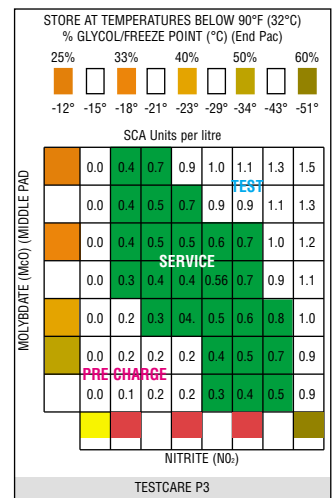 STORE AT TEMPERATURES BELOW 90°F (32°C)
% GLYCOL/FREEZE POINT (°C) (End Pac)
25% 33% 40% 50% 60%
-12° -15° -18° -21° -23° -29° -34° -43° -51°
SCA Units per litre
MOLYBDATE (McO) (MIDDLE PAD
0.0 0.4 0.7 0.9 1.0 1.1 1.3 1.5
TEST
0.0 0.4 0.5 0.7 0.9 0.9 1.1 1.3
0.0 0.4 0.5 0.5 0.6 0.7 1.0 1.2
SERVICE
0.0 0.3 0.4 0.4 0.56 0.7 0.9 1.1
0.0 0.2 0.3 04. 0.5 0.6 0.8 1.0
0.0 0.2 0.2 0.2 0.4 0.5 0.7 0.9
PRE CHARGE
0.0 0.1 0.2 0.2 0.3 0.4 0.5 0.9
NITRITE (NO₂)
TESTCARE P3